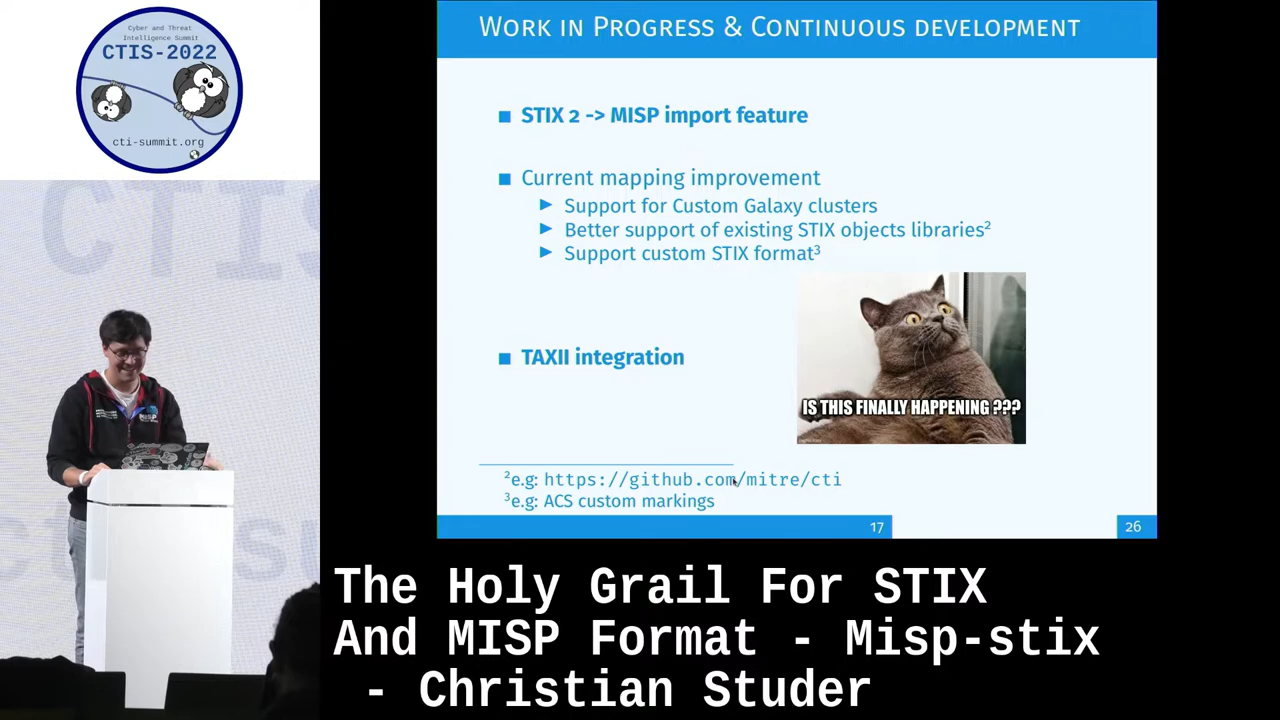 Cyber and Threat
Intelligence Summit
CTIS-2022
cti-summit.org
WORK IN PROGRESS & CONTINUOUS DEVELOPMENT
STIX 2 -> MISP import feature
Current mapping improvement
Support for Custom Galaxy clusters
Better support of existing STIX objects libraries²
Support custom STIX format³
IS THIS FINALLY HAPPENING ???
TAXII integration
²e.g: https://github.com/mitre/cti
³e.g: ACS custom markings
17
26
CTIS
MISP
The Holy Grail For STIX
And MISP Format - Misp-stix
- Christian Studer